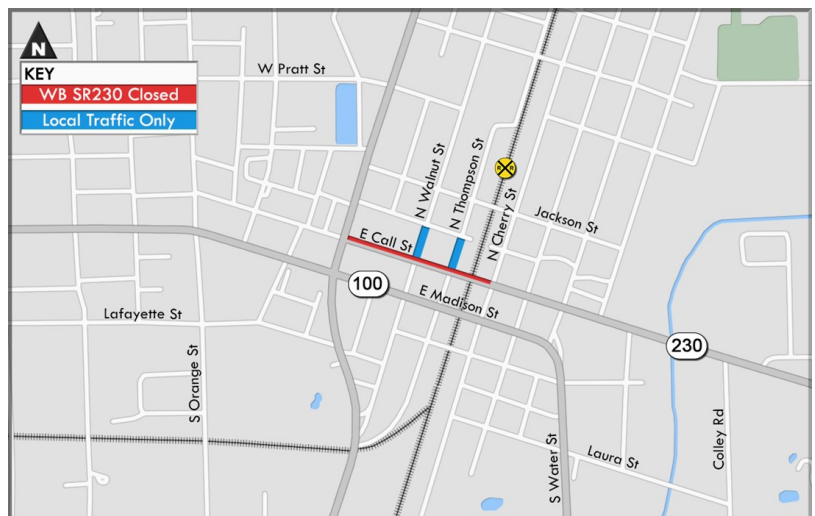 N
KEY
WB SR230 Closed
Local Traffic Only
W Pratt St
N Walnut St
N Thompson St
R R
N Cherry St
Jackson St
E Call St
100
E Madison St
Lafayette St
230
S Orange St
Colley Rd
S Water St
Laura St